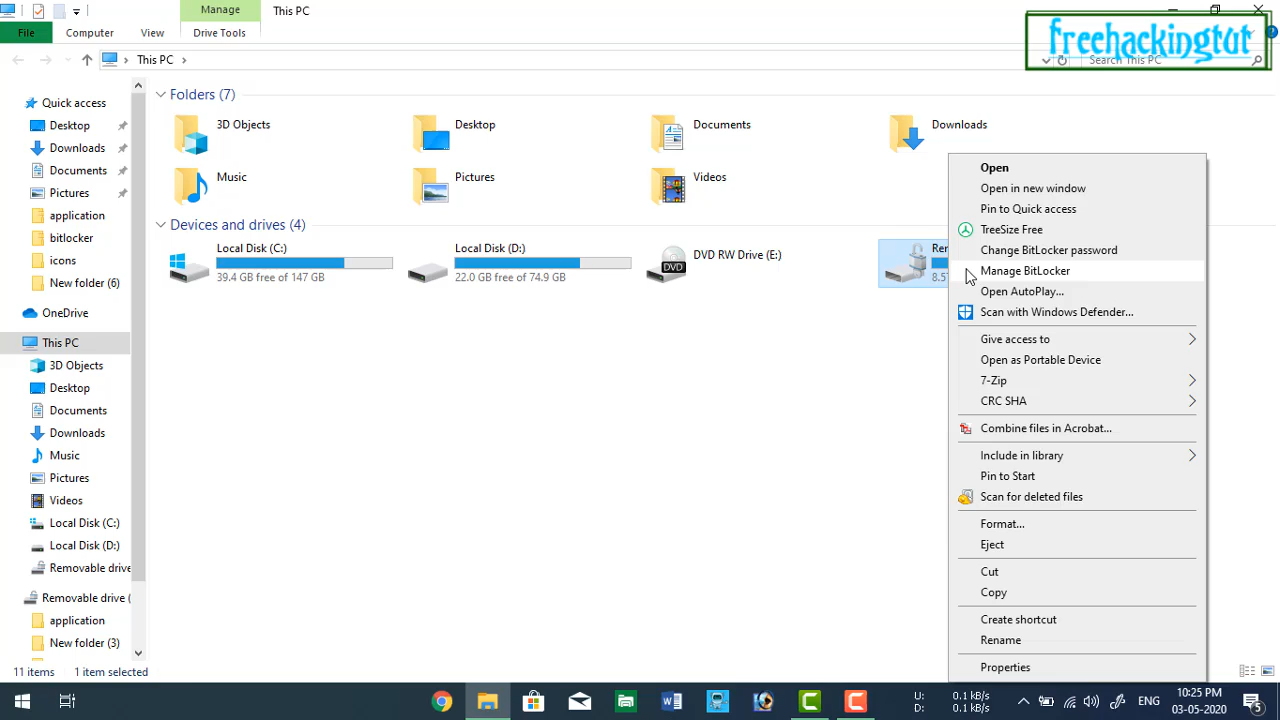 Manage
This PC
File
Computer
View
Drive Tools
freehackingtut
This PC
Search This PC
Quick access
Desktop
Downloads
Documents
Pictures
application
bitlocker
icons
New folder (6)
OneDrive
This PC
3D Objects
Desktop
Documents
Downloads
Music
Pictures
Videos
Local Disk (C:)
Local Disk (D:)
Removable drive
Removable drive (
application
New folder (3)
Folders (7)
3D Objects
Desktop
Documents
Downloads
Music
Pictures
Videos
Devices and drives (4)
Local Disk (C:)
39.4 GB free of 147 GB
Local Disk (D:)
22.0 GB free of 74.9 GB
DVD RW Drive (E:)
DVD
Open
Open in new window
Pin to Quick access
TreeSize Free
Change BitLocker password
Manage BitLocker
Open AutoPlay...
Scan with Windows Defender...
Give access to
Open as Portable Device
7-Zip
CRC SHA
Combine files in Acrobat...
Include in library
Pin to Start
Scan for deleted files
Format...
Eject
Cut
Copy
Create shortcut
Rename
Properties
11 items
1 item selected
U: 0.1 kB/s
D: 0.1 kB/s
ENG
10:25 PM
03-05-2020
5